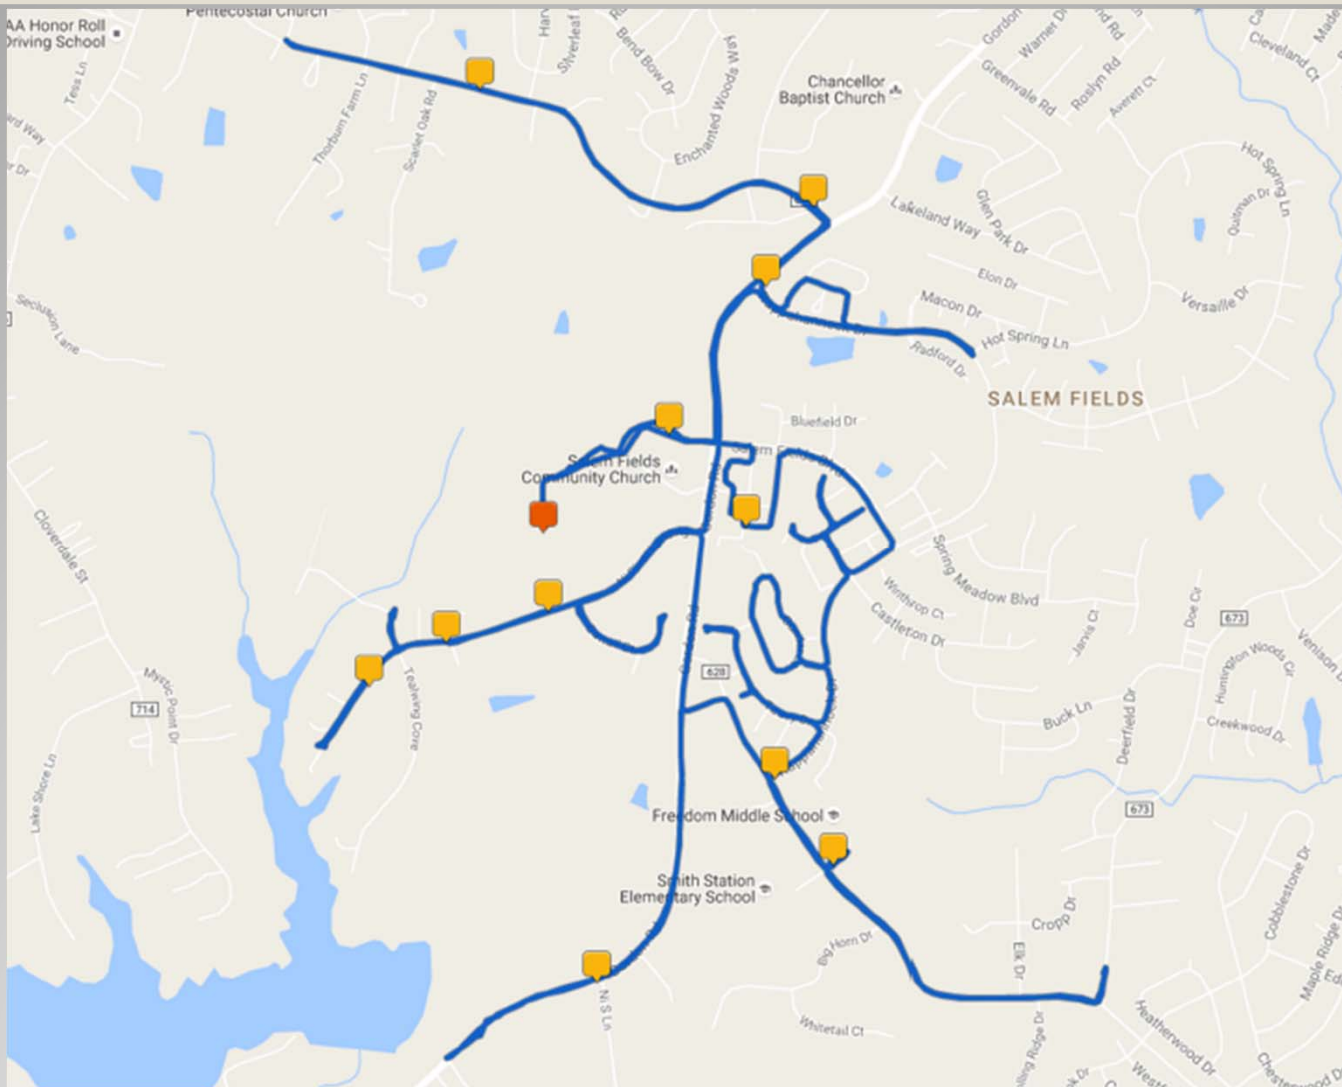 Pentecostal Church
AA Honor Roll
Driving School
Tess Ln
Thorburn Farm Ln
Scarlet Oak Rd
Silverleaf
Bend Bow Dr
Enchanted Woods Way
Chancellor
Baptist Church
Gordon
Warner Dr
Greenvale Rd
Roslyn Rd
Averett Ct
Cleveland Ct
Hot Spring Ln
Quitman Dr
Lakeland Way
Glen Park Dr
Elon Dr
Macon Dr
Versaille Dr
Hot Spring Ln
Radford Dr
SALEM FIELDS
Seclusion Lane
Bluefield Dr
Salem Fields Blvd
Salem Fields
Community Church
Cloverdale St
Spring Meadow Blvd
Winthrop Ct
Castleton Dr
Jarvis Ct
Doe Cir
673
Venison
Huntington Woods Cir
Creekwood Dr
Buck Ln
Deerfield Dr
628
Tealwing Cove
Mystic Point Dr
714
Lake Shore Ln
673
Freedom Middle School
Smith Station
Elementary School
Big Horn Dr
Cropp Dr
Elk Dr
Cobblestone Dr
Maple Ridge Dr
Ni S Ln
Whitetail Ct
Heatherwood Dr